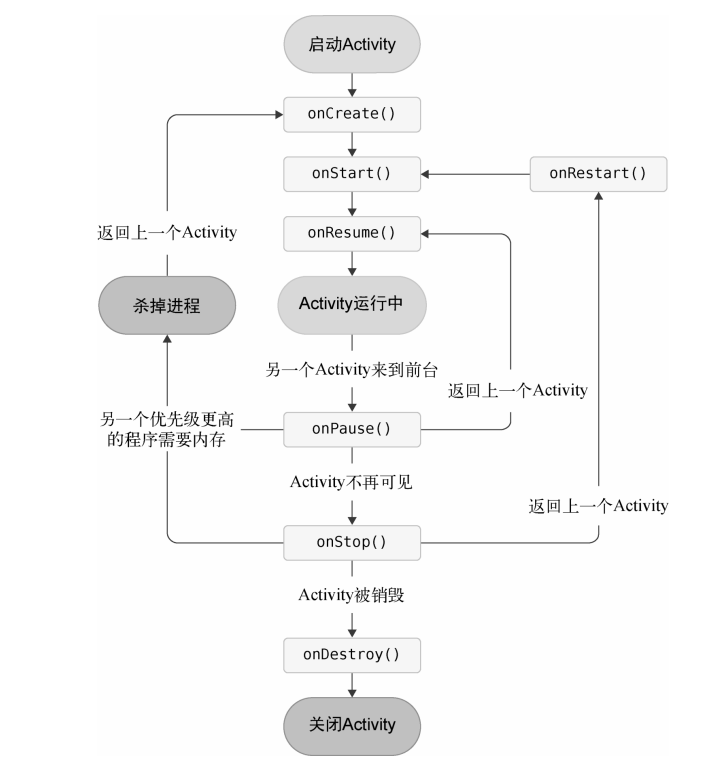 启动Activity
onCreate()
onStart()
onRestart()
onResume()
返回上一个Activity
杀掉进程
Activity运行中
另一个Activity来到前台
返回上一个Activity
另一个优先级更高
的程序需要内存
onPause()
Activity不再可见
返回上一个Activity
onStop()
Activity被销毁
onDestroy()
关闭Activity